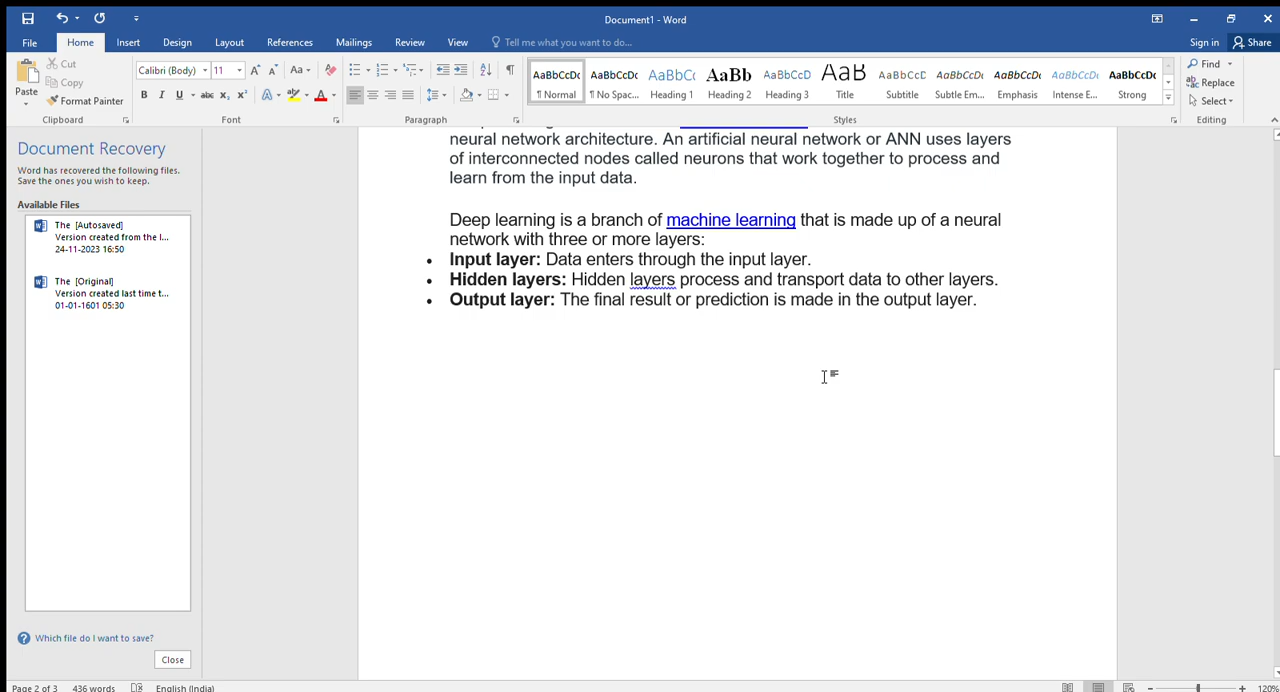 Document1 - Word
File Home Insert Design Layout References Mailings Review View Tell me what you want to do... Sign in Share
Paste Cut Copy Format Painter
Calibri (Body) 11
AaBbCcDc AaBbCcDc AaBbC AaBb AaBbCcD AaB AaBbCcD AaBbCcDc AaBbCcDc AaBbCcDc AaBbCcDc
¶ Normal ¶ No Spac... Heading 1 Heading 2 Heading 3 Title Subtitle Subtle Em... Emphasis Intense E... Strong
Find
Replace
Select
Clipboard Font Paragraph Styles Editing
Document Recovery
Word has recovered the following files.
Save the ones you wish to keep.
Available Files
The [Autosaved]
Version created from the l...
24-11-2023 16:50
The [Original]
Version created last time t...
01-01-1601 05:30
Which file do I want to save?
Close
neural network architecture. An artificial neural network or ANN uses layers
of interconnected nodes called neurons that work together to process and
learn from the input data.
Deep learning is a branch of machine learning that is made up of a neural
network with three or more layers:
• Input layer: Data enters through the input layer.
• Hidden layers: Hidden layers process and transport data to other layers.
• Output layer: The final result or prediction is made in the output layer.
Page 2 of 3 436 words English (India) 120%